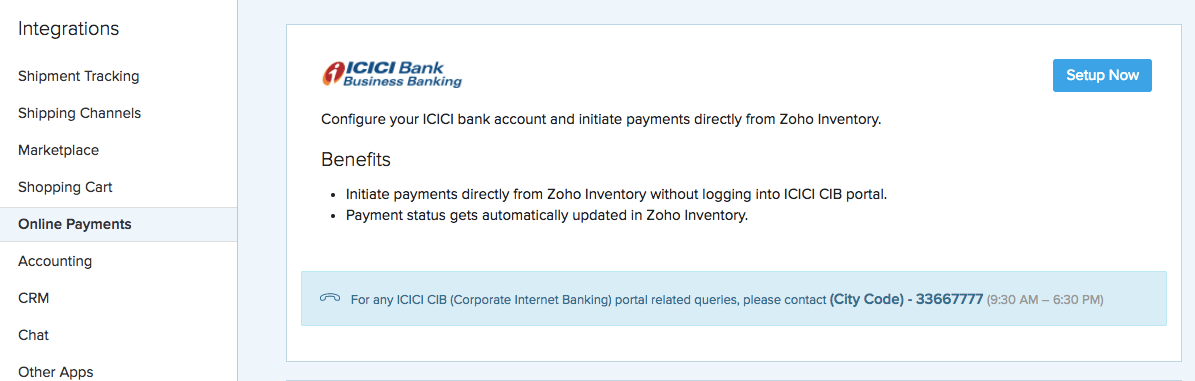 Integrations
Shipment Tracking
Shipping Channels
Marketplace
Shopping Cart
Online Payments
Accounting
CRM
Chat
Other Apps
ICICI Bank
Business Banking
Setup Now
Configure your ICICI bank account and initiate payments directly from Zoho Inventory.
Benefits
• Initiate payments directly from Zoho Inventory without logging into ICICI CIB portal.
• Payment status gets automatically updated in Zoho Inventory.
For any ICICI CIB (Corporate Internet Banking) portal related queries, please contact (City Code) - 33667777 (9:30 AM – 6:30 PM)